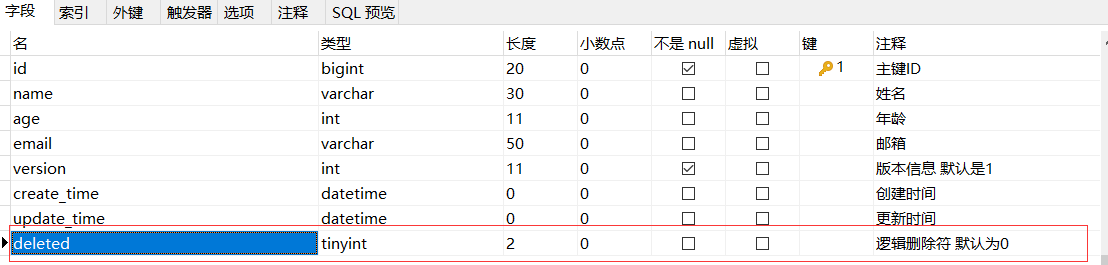 字段 索引 外键 触发器 选项 注释 SQL 预览
名 类型 长度 小数点 不是 null 虚拟 键 注释
id bigint 20 0 1 主键ID
name varchar 30 0 姓名
age int 11 0 年龄
email varchar 50 0 邮箱
version int 11 0 版本信息 默认是1
create_time datetime 0 0 创建时间
update_time datetime 0 0 更新时间
deleted tinyint 2 0 逻辑删除符 默认为0